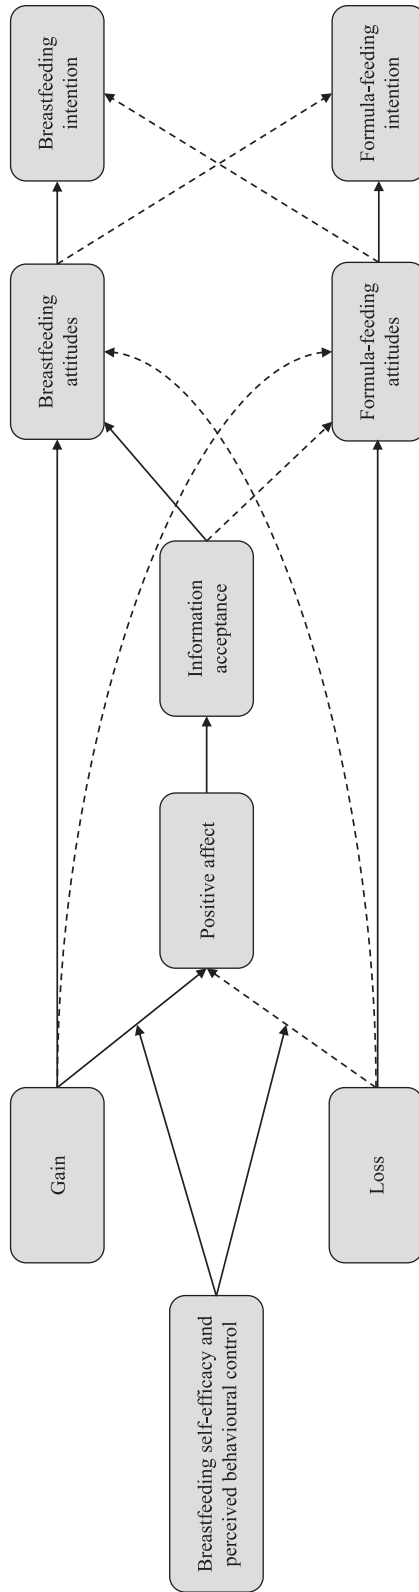 Breastfeeding self-efficacy and
perceived behavioural control
Gain
Loss
Positive affect
Information
acceptance
Breastfeeding
attitudes
Formula-feeding
attitudes
Breastfeeding
intention
Formula-feeding
intention